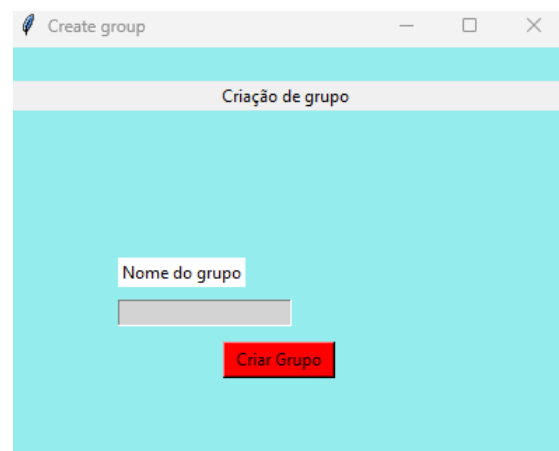 Create group
Criação de grupo
Nome do grupo
Criar Grupo